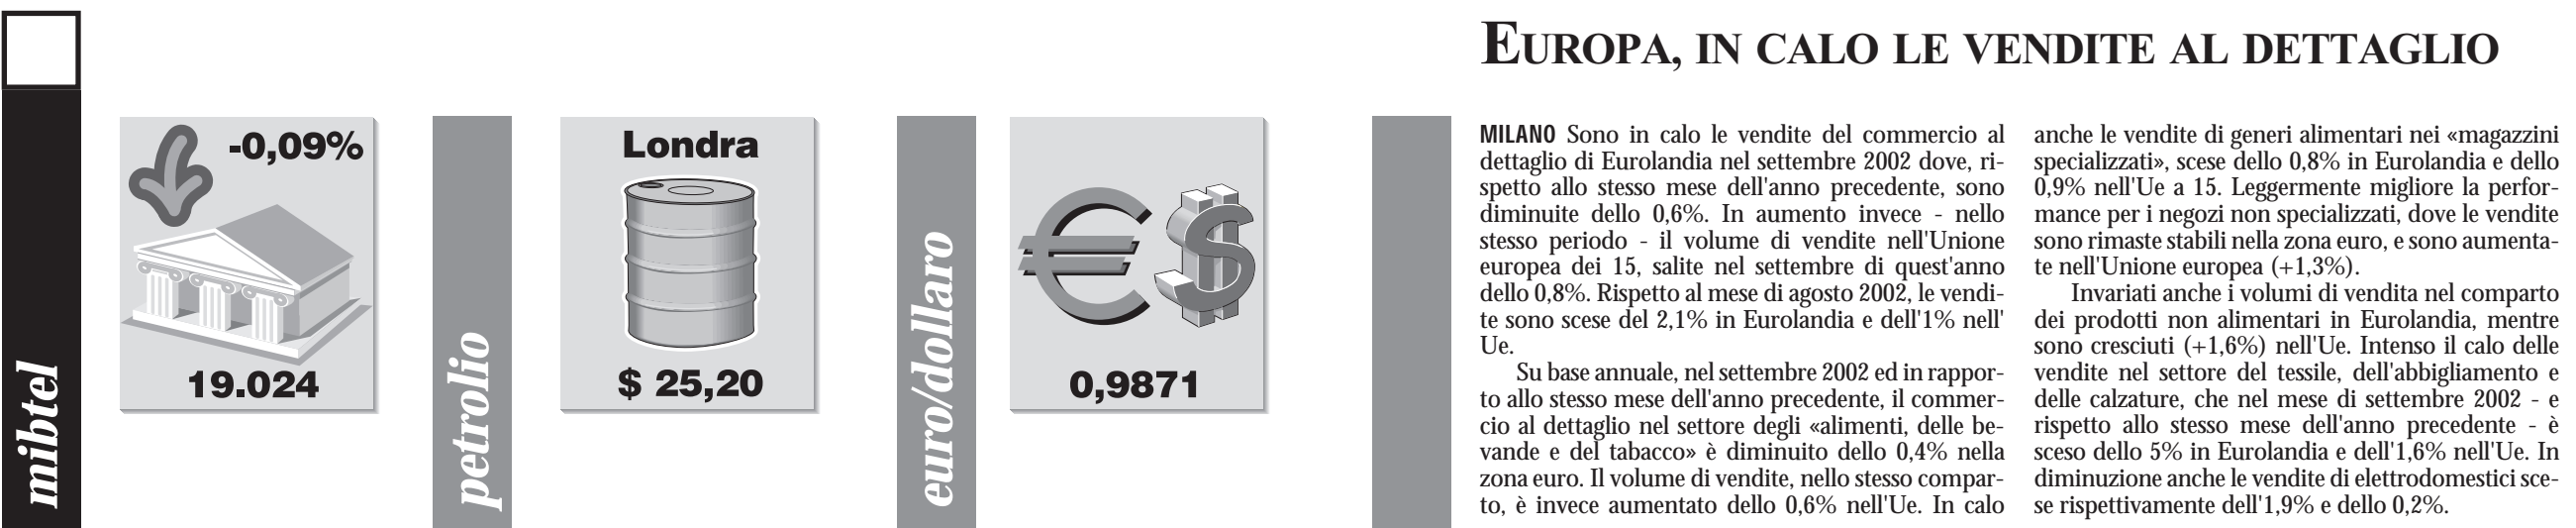 mibtel
-0,09%
19.024
petrolio
Londra
$ 25,20
euro/dollaro
€ $
0,9871
EUROPA, IN CALO LE VENDITE AL DETTAGLIO
MILANO Sono in calo le vendite del commercio al
dettaglio di Eurolandia nel settembre 2002 dove, ri-
spetto allo stesso mese dell'anno precedente, sono
diminuite dello 0,6%. In aumento invece - nello
stesso periodo - il volume di vendite nell'Unione
europea dei 15, salite nel settembre di quest'anno
dello 0,8%. Rispetto al mese di agosto 2002, le vendi-
te sono scese del 2,1% in Eurolandia e dell'1% nell'
Ue.
Su base annuale, nel settembre 2002 ed in rappor-
to allo stesso mese dell'anno precedente, il commer-
cio al dettaglio nel settore degli «alimenti, delle be-
vande e del tabacco» è diminuito dello 0,4% nella
zona euro. Il volume di vendite, nello stesso compar-
to, è invece aumentato dello 0,6% nell'Ue. In calo
anche le vendite di generi alimentari nei «magazzini
specializzati», scese dello 0,8% in Eurolandia e dello
0,9% nell'Ue a 15. Leggermente migliore la perfor-
mance per i negozi non specializzati, dove le vendite
sono rimaste stabili nella zona euro, e sono aumenta-
te nell'Unione europea (+1,3%).
Invariati anche i volumi di vendita nel comparto
dei prodotti non alimentari in Eurolandia, mentre
sono cresciuti (+1,6%) nell'Ue. Intenso il calo delle
vendite nel settore del tessile, dell'abbigliamento e
delle calzature, che nel mese di settembre 2002 - e
rispetto allo stesso mese dell'anno precedente - è
sceso dello 5% in Eurolandia e dell'1,6% nell'Ue. In
diminuzione anche le vendite di elettrodomestici sce-
se rispettivamente dell'1,9% e dello 0,2%.